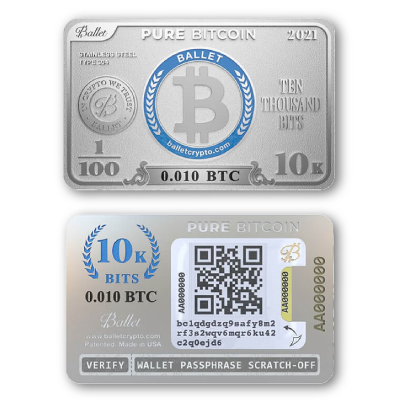 Ballet
PURE BITCOIN
2021
STAINLESS STEEL
TYPE 304
BALLET
IN CRYPTO WE TRUST
BALLET
balletcrypto.com
TEN
THOUSAND
BITS
1
100
0.010 BTC
10K
PURE BITCOIN
10K
BITS
0.010 BTC
Ballet
www.balletcrypto.com
Patented. Made in USA
AA000000
bc1qdgdzq9safy8m2
rf3s2wqv6mqr6ku42
c2q0ejd6
AA000000
AA000000
VERIFY
WALLET PASSPHRASE SCRATCH-OFF